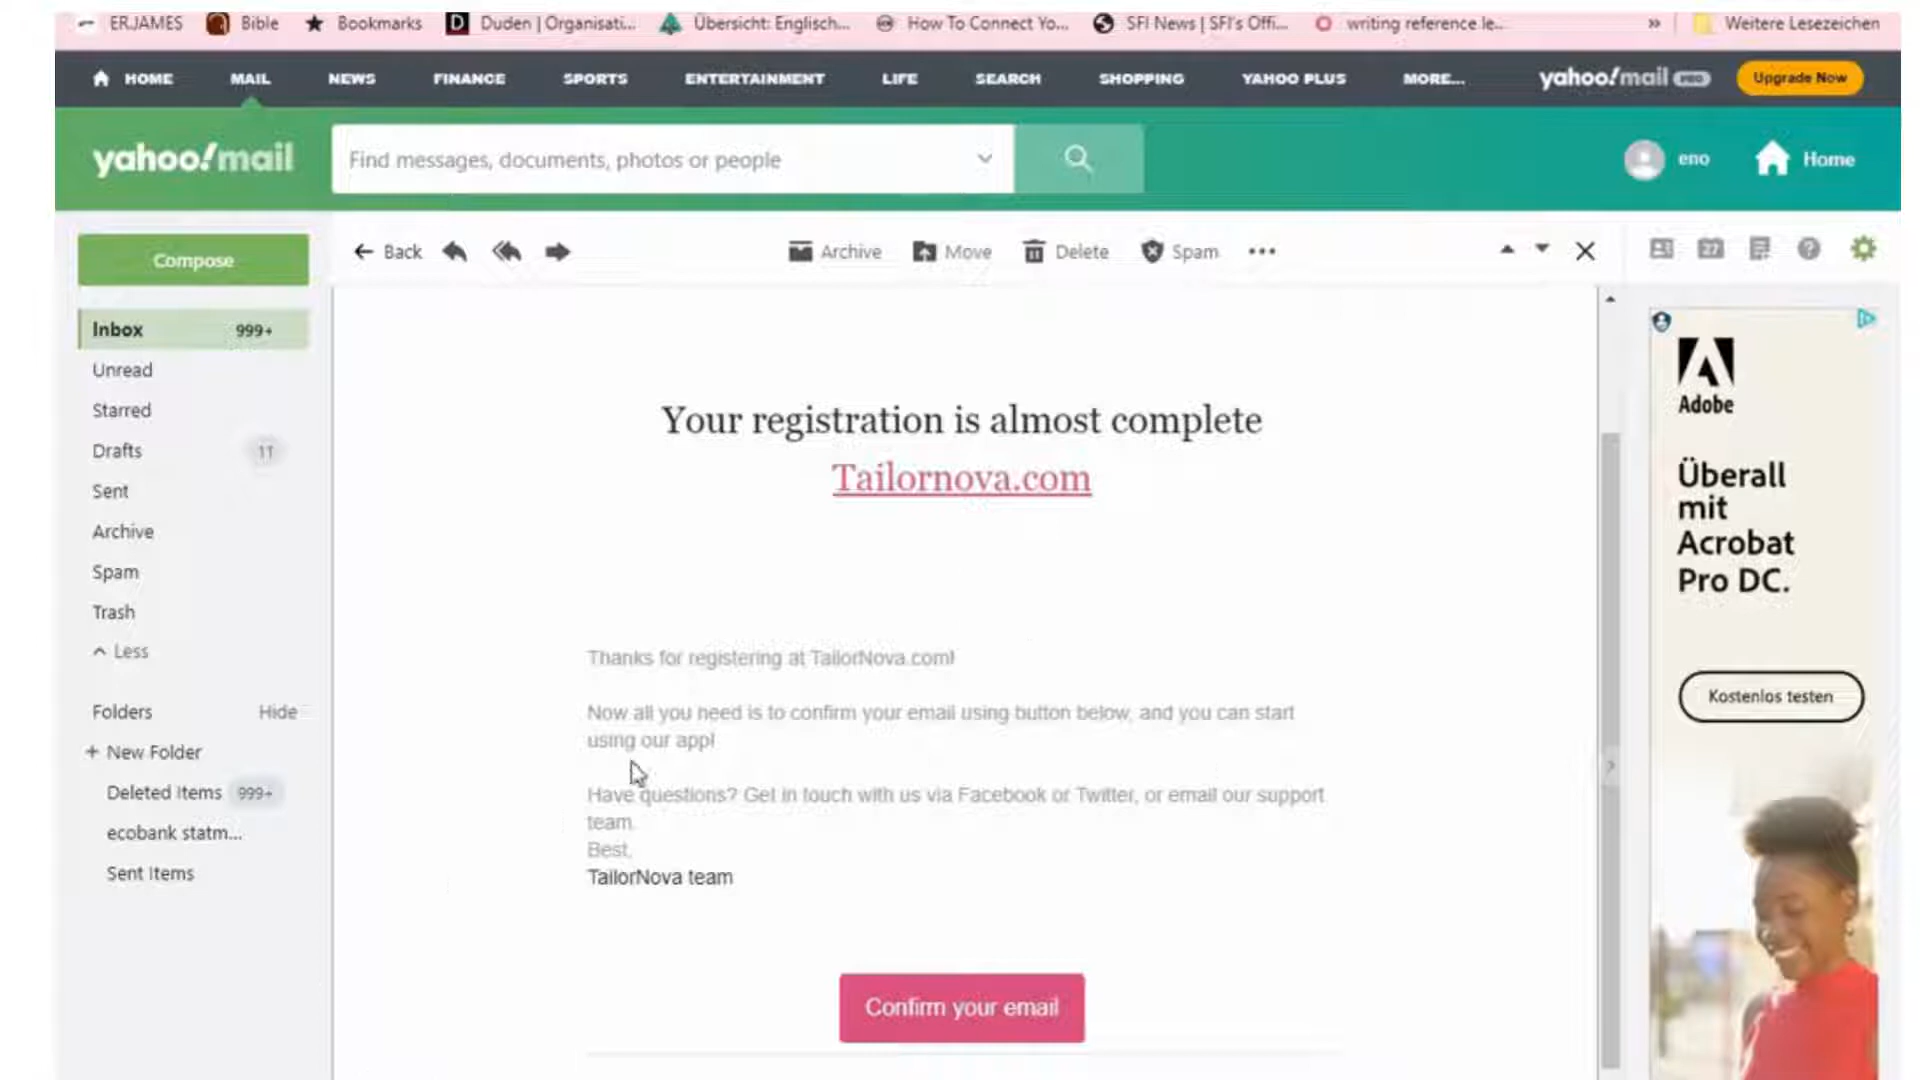 ERJAMES Bible Bookmarks D Duden | Organisati... Übersicht: Englisch... How To Connect Yo... SFI News | SFI's Offi... writing reference le... » Weitere Lesezeichen
HOME MAIL NEWS FINANCE SPORTS ENTERTAINMENT LIFE SEARCH SHOPPING YAHOO PLUS MORE... yahoo!mail PRO Upgrade Now
yahoo!mail Find messages, documents, photos or people eno Home
Compose
Back Archive Move Delete Spam ••• 27
Inbox 999+
Unread
Starred
Drafts 11
Sent
Archive
Spam
Trash
Less
Folders Hide
+ New Folder
Deleted Items 999+
ecobank statm...
Sent Items
Your registration is almost complete
Tailornova.com
Thanks for registering at TailorNova.com!
Now all you need is to confirm your email using button below, and you can start
using our app!
Have questions? Get in touch with us via Facebook or Twitter, or email our support
team.
Best,
TailorNova team
Confirm your email
Adobe
Überall
mit
Acrobat
Pro DC.
Kostenlos testen